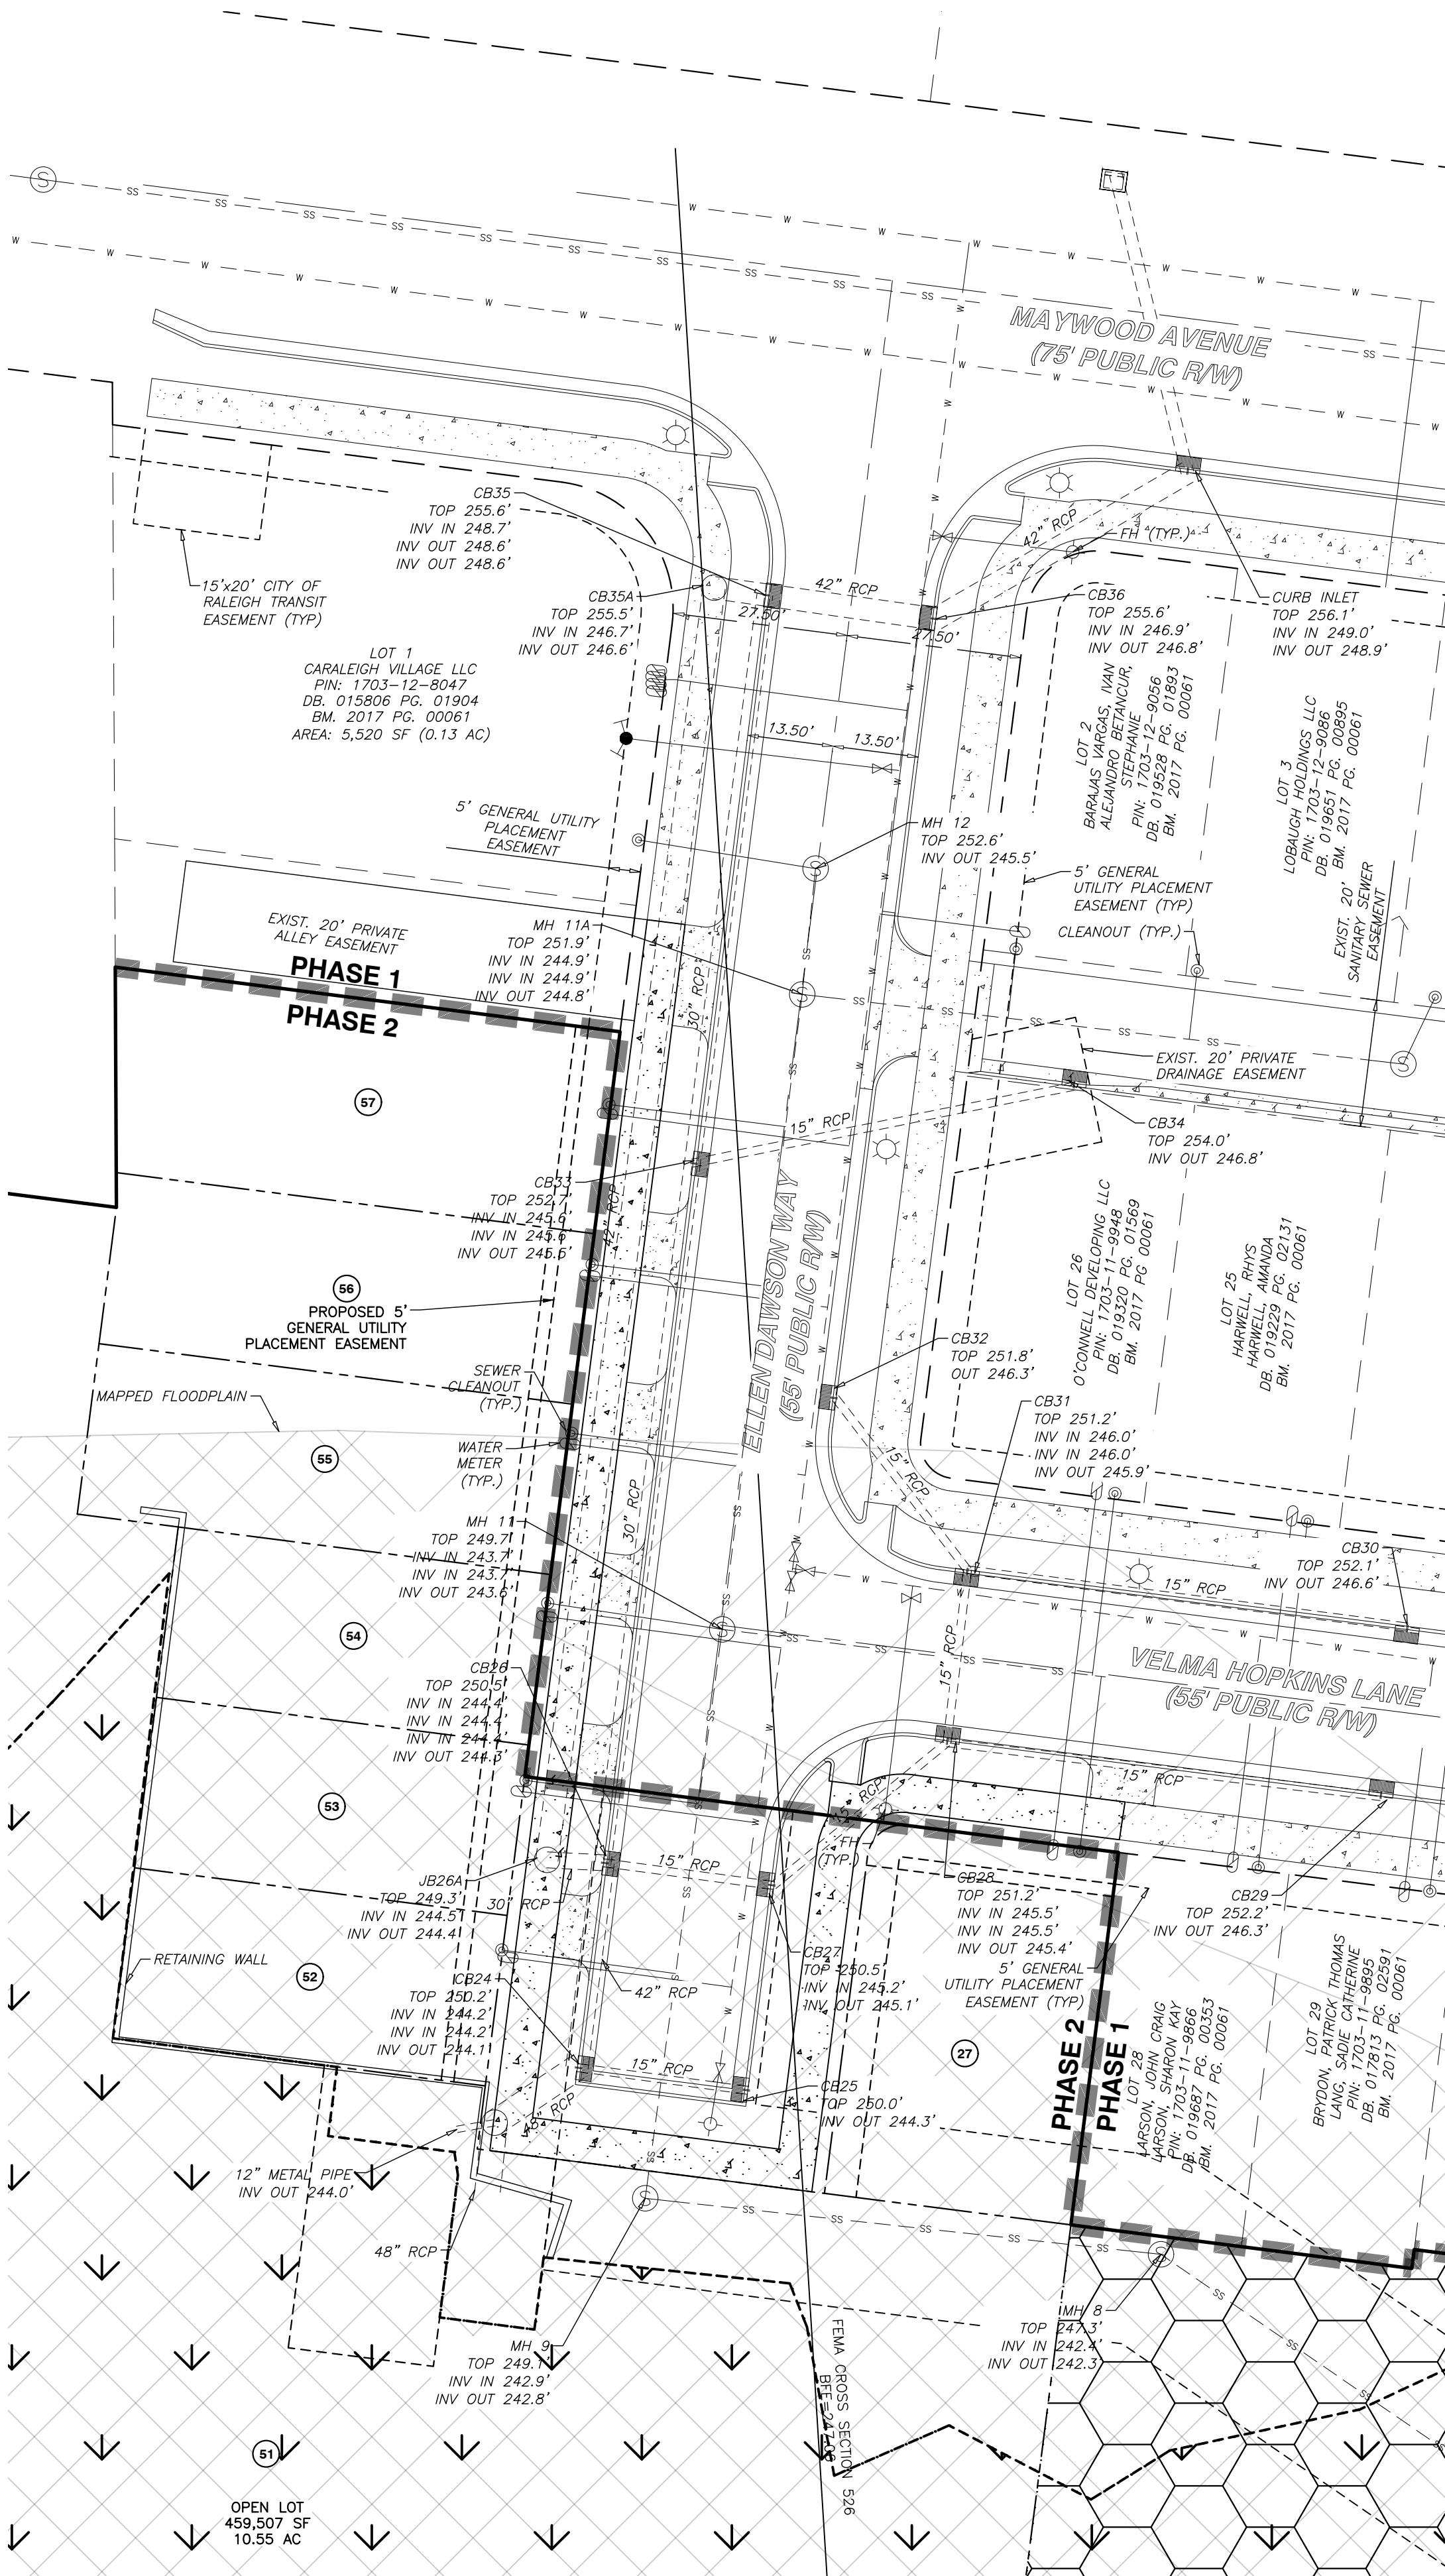 MAYWOOD AVENUE
(75' PUBLIC R/W)
CB35
TOP 255.6'
INV IN 248.7'
INV OUT 248.6'
INV OUT 248.6'
42" RCP
FH (TYP.)
15'x20' CITY OF
RALEIGH TRANSIT
EASEMENT (TYP)
CB35A
TOP 255.5'
INV IN 246.7'
INV OUT 246.6'
42" RCP
27.50'
27.50'
CB36
TOP 255.6'
INV IN 246.9'
INV OUT 246.8'
CURB INLET
TOP 256.1'
INV IN 249.0'
INV OUT 248.9'
LOT 1
CARALEIGH VILLAGE LLC
PIN: 1703-12-8047
DB. 015806 PG. 01904
BM. 2017 PG. 00061
AREA: 5,520 SF (0.13 AC)
13.50'
13.50'
LOT 2
BARAJAS VARGAS, IVAN
ALEJANDRO BETANCUR,
STEPHANIE
PIN: 1703-12-9056
DB. 019528 PG. 01893
BM. 2017 PG. 00061
LOT 3
LOBAUGH HOLDINGS LLC
PIN: 1703-12-9086
DB. 019651 PG. 00895
BM. 2017 PG. 00061
5' GENERAL UTILITY
PLACEMENT
EASEMENT
MH 12
TOP 252.6'
INV OUT 245.5'
5' GENERAL
UTILITY PLACEMENT
EASEMENT (TYP)
CLEANOUT (TYP.)
EXIST. 20'
SANITARY SEWER
EASEMENT
EXIST. 20' PRIVATE
ALLEY EASEMENT
MH 11A
TOP 251.9'
INV IN 244.9'
INV IN 244.9'
INV OUT 244.8'
PHASE 1
PHASE 2
30" RCP
EXIST. 20' PRIVATE
DRAINAGE EASEMENT
57
15" RCP
CB34
TOP 254.0'
INV OUT 246.8'
CB33
TOP 252.7'
INV IN 245.6'
INV IN 245.6'
INV OUT 245.5'
42" RCP
ELLEN DAWSON WAY
(55' PUBLIC R/W)
LOT 26
O'CONNELL DEVELOPING LLC
PIN: 1703-11-9948
DB. 019320 PG. 01569
BM. 2017 PG 00061
LOT 25
HARWELL, RHYS
HARWELL, AMANDA
DB. 019229 PG. 02131
BM. 2017 PG. 00061
56
PROPOSED 5'
GENERAL UTILITY
PLACEMENT EASEMENT
CB32
TOP 251.8'
OUT 246.3'
SEWER
CLEANOUT
(TYP.)
MAPPED FLOODPLAIN
CB31
TOP 251.2'
INV IN 246.0'
INV IN 246.0'
INV OUT 245.9'
55
WATER
METER
(TYP.)
15" RCP
30" RCP
MH 11
TOP 249.7'
INV IN 243.7'
INV IN 243.7'
INV OUT 243.6'
CB30
TOP 252.1'
INV OUT 246.6'
15" RCP
54
15" RCP
VELMA HOPKINS LANE
(55' PUBLIC R/W)
CB26
TOP 250.5'
INV IN 244.4'
INV IN 244.4'
INV IN 244.4'
INV OUT 244.3'
15" RCP
53
15" RCP
FH
(TYP.)
15" RCP
JB26A
TOP 249.3'
INV IN 244.5'
INV OUT 244.4'
30" RCP
CB28
TOP 251.2'
INV IN 245.5'
INV IN 245.5'
INV OUT 245.4'
CB29
TOP 252.2'
INV OUT 246.3'
RETAINING WALL
52
CB27
TOP 250.5'
INV IN 245.2'
INV OUT 245.1'
5' GENERAL
UTILITY PLACEMENT
EASEMENT (TYP)
CB24
TOP 250.2'
INV IN 244.2'
INV IN 244.2'
INV OUT 244.1'
42" RCP
27
PHASE 2
PHASE 1
LOT 28
LARSON, JOHN CRAIG
LARSON, SHARON KAY
PIN: 1703-11-9866
DB. 019687 PG. 00353
BM. 2017 PG. 00061
LOT 29
BRYDON, PATRICK THOMAS
LANG, SADIE CATHERINE
PIN: 1703-11-9895
DB. 017813 PG. 02591
BM. 2017 PG. 00061
15" RCP
CB25
TOP 250.0'
INV OUT 244.3'
48" RCP
12" METAL PIPE
INV OUT 244.0'
48" RCP
MH 9
TOP 249.1'
INV IN 242.9'
INV OUT 242.8'
MH 8
TOP 247.3'
INV IN 242.4'
INV OUT 242.3'
FEMA CROSS SECTION 526
51
OPEN LOT
459,507 SF
10.55 AC